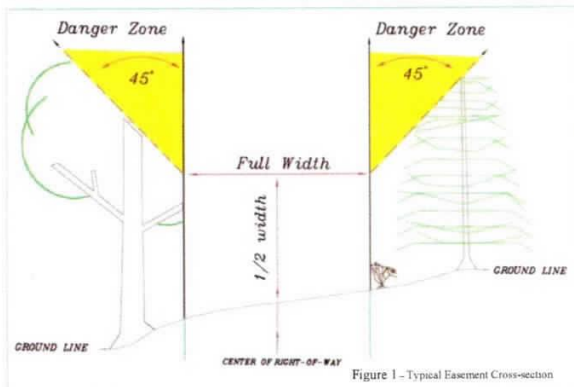 Danger Zone
Danger Zone
45°
45°
Full Width
1/2 width
GROUND LINE
GROUND LINE
CENTER OF RIGHT-OF-WAY
Figure 1 - Typical Easement Cross-section